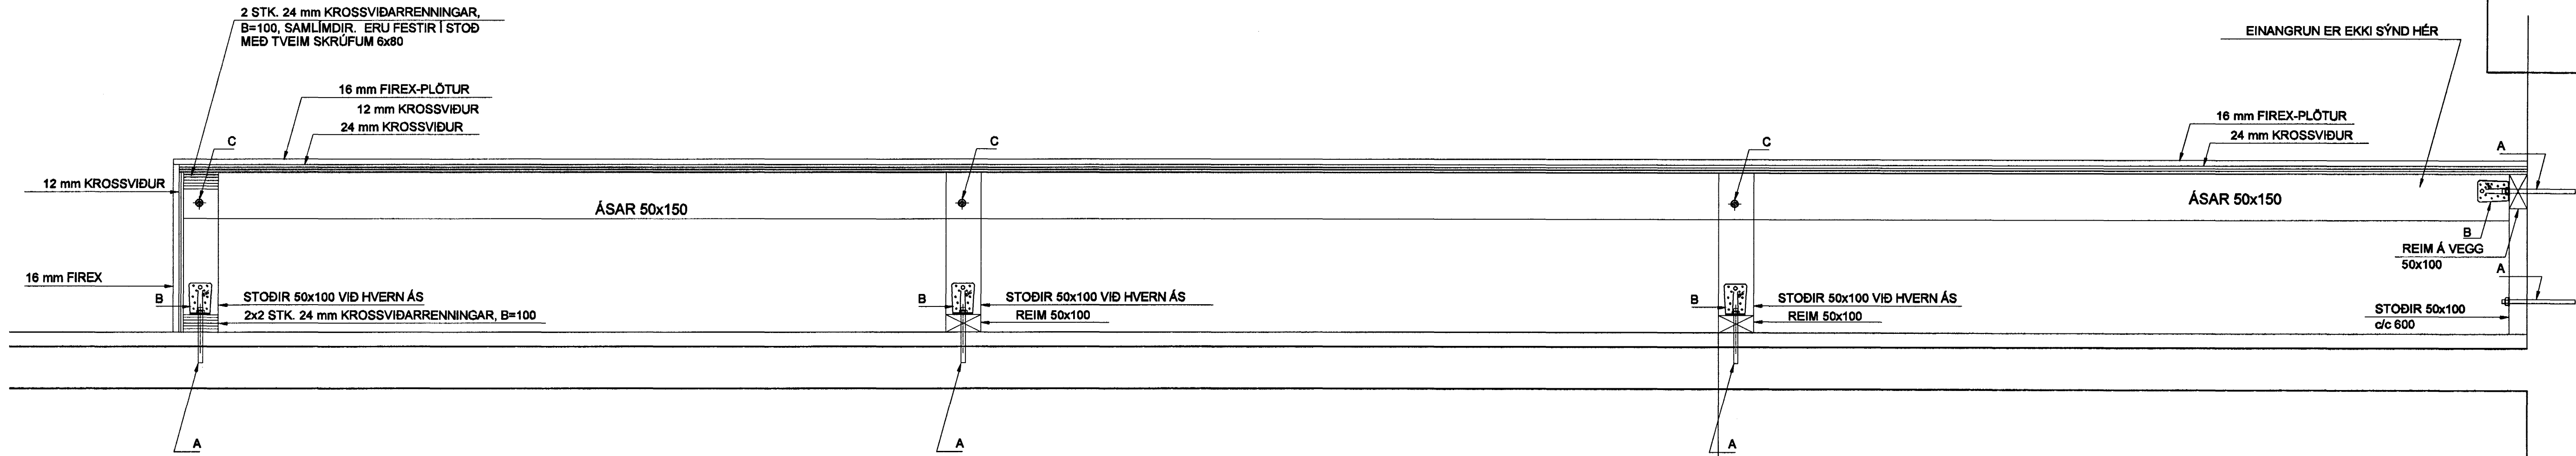 2 STK. 24 mm KROSSVIÐARRENNINGAR,
B=100, SAMLÍMDIR. ERU FESTIR Í STOÐ
MEÐ TVEIM SKRÚFUM 6x80
EINANGRUN ER EKKI SÝND HÉR
16 mm FIREX-PLÖTUR
12 mm KROSSVIÐUR
24 mm KROSSVIÐUR
16 mm FIREX-PLÖTUR
24 mm KROSSVIÐUR
C
C
C
A
12 mm KROSSVIÐUR
ÁSAR 50x150
ÁSAR 50x150
B
REIM Á VEGG
50x100
A
16 mm FIREX
B
STOÐIR 50x100 VIÐ HVERN ÁS
2x2 STK. 24 mm KROSSVIÐARRENNINGAR, B=100
B
STOÐIR 50x100 VIÐ HVERN ÁS
REIM 50x100
B
STOÐIR 50x100 VIÐ HVERN ÁS
REIM 50x100
STOÐIR 50x100
c/c 600
A
A
A